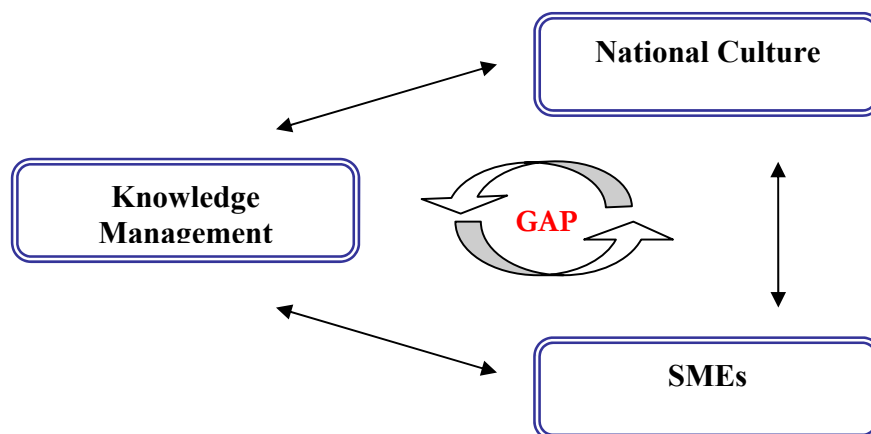 National Culture
Knowledge
Management
GAP
SMEs